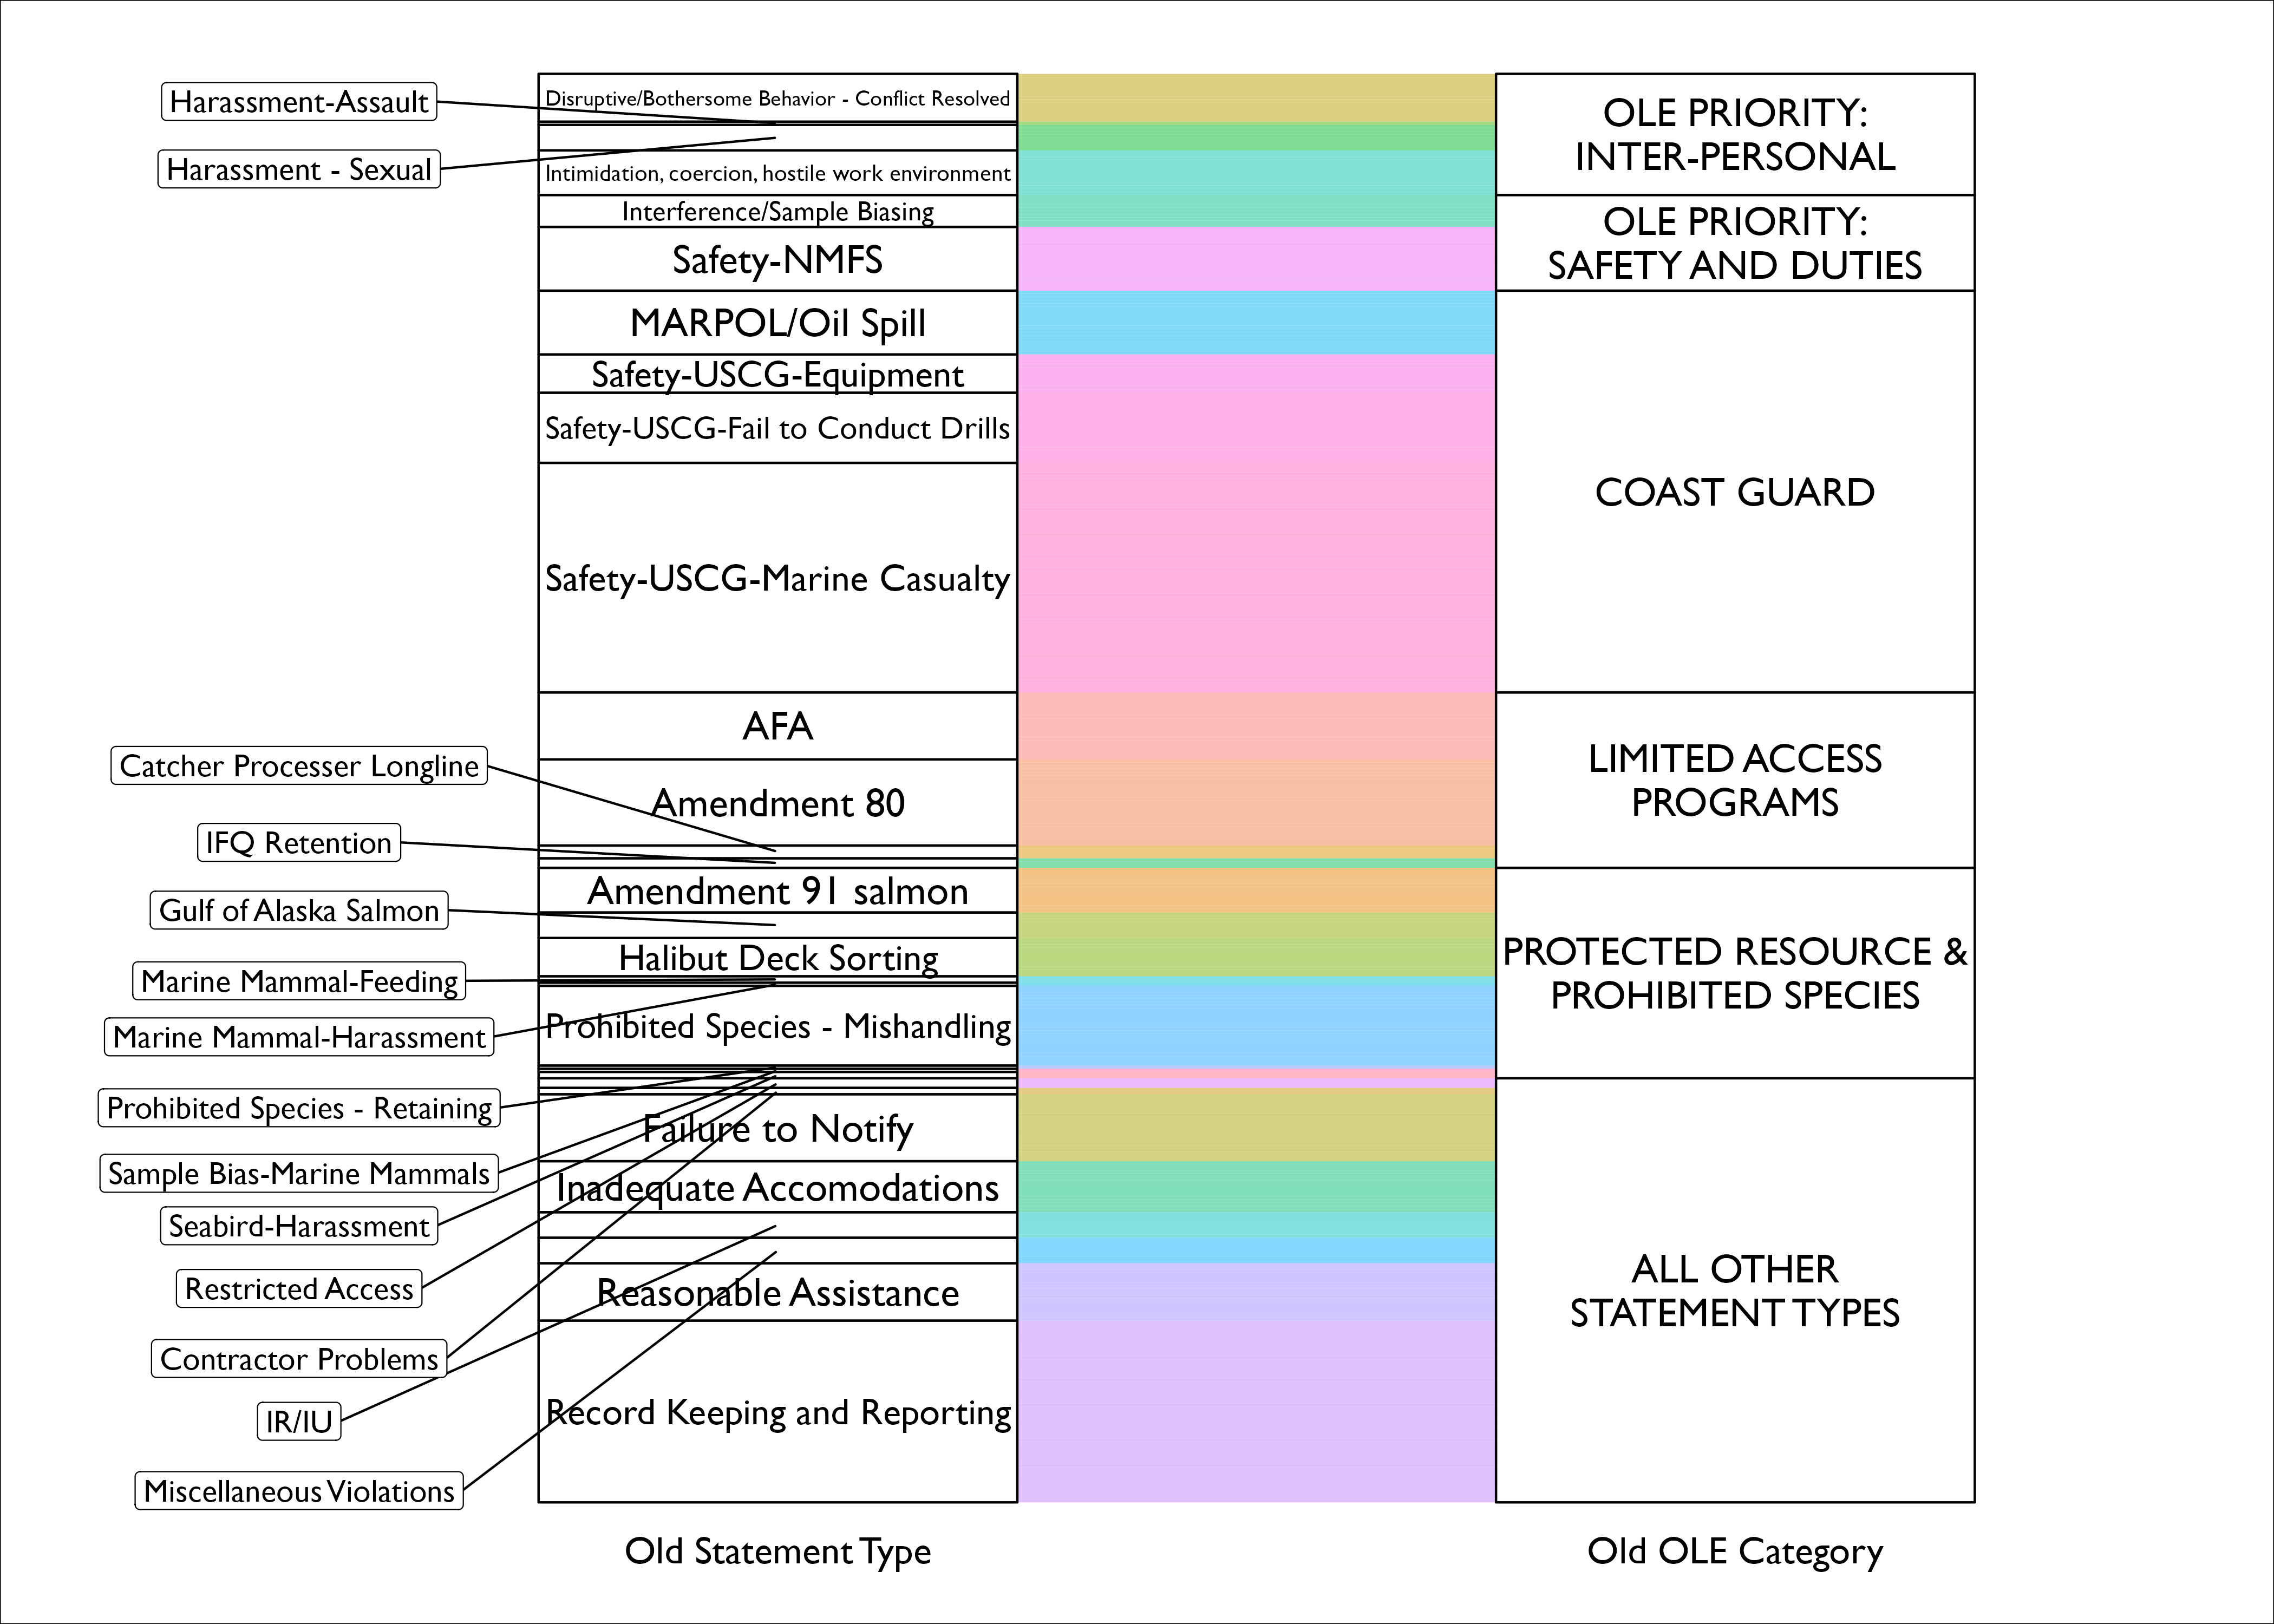 Harassment-Assault
Harassment - Sexual
Catcher Processer Longline
IFQ Retention
Gulf of Alaska Salmon
Marine Mammal-Feeding
Marine Mammal-Harassment
Prohibited Species - Retaining
Sample Bias-Marine Mammals
Seabird-Harassment
Restricted Access
Contractor Problems
IR/IU
Miscellaneous Violations
Disruptive/Bothersome Behavior - Conflict Resolved
Intimidation, coercion, hostile work environment
Interference/Sample Biasing
Safety-NMFS
MARPOL/Oil Spill
Safety-USCG-Equipment
Safety-USCG-Fail to Conduct Drills
Safety-USCG-Marine Casualty
AFA
Amendment 80
Amendment 91 salmon
Halibut Deck Sorting
Prohibited Species - Mishandling
Failure to Notify
Inadequate Accomodations
Reasonable Assistance
Record Keeping and Reporting
OLE PRIORITY:
INTER-PERSONAL
OLE PRIORITY:
SAFETY AND DUTIES
COAST GUARD
LIMITED ACCESS
PROGRAMS
PROTECTED RESOURCE &
PROHIBITED SPECIES
ALL OTHER
STATEMENT TYPES
Old Statement Type
Old OLE Category